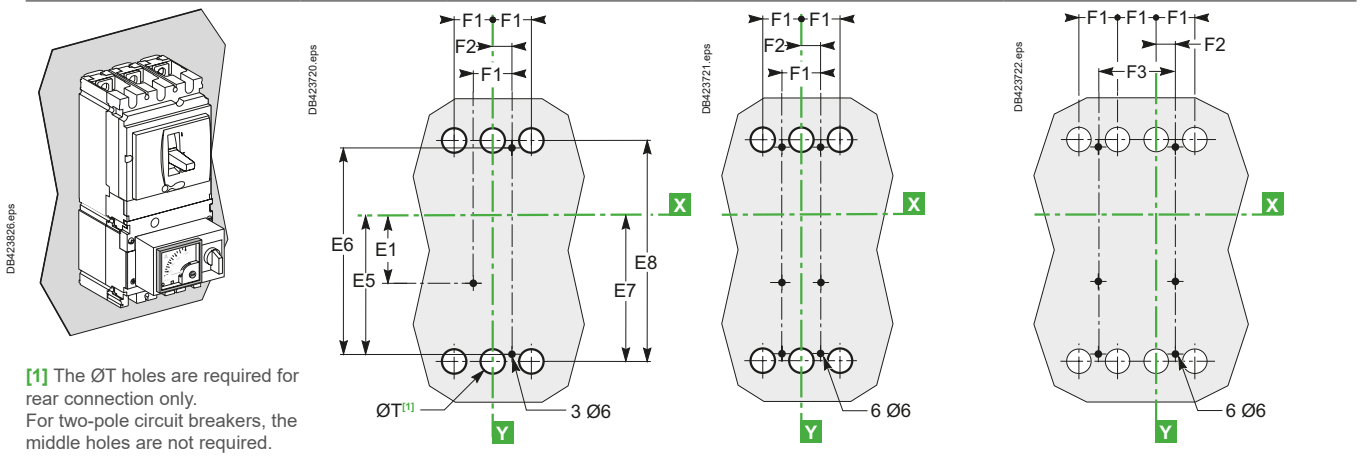 DB423826.eps
[1] The ØT holes are required for
rear connection only.
For two-pole circuit breakers, the
middle holes are not required.
DB423720.eps
F1 F1
F2
F1
X
E6
E1
E5
E8
E7
ØT[1]
3 Ø6
Y
DB423721.eps
F1 F1
F2
F1
X
6 Ø6
Y
DB423722.eps
F1 F1 F1
F2
F3
X
6 Ø6
Y